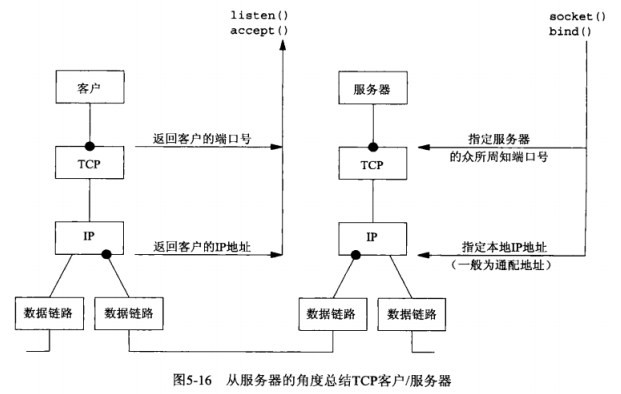 listen()
accept()
socket()
bind()
客户
服务器
返回客户的端口号
指定服务器
的众所周知端口号
TCP
TCP
IP
返回客户的IP地址
IP
指定本地IP地址
(一般为通配地址)
数据链路
数据链路
数据链路
数据链路
图5-16 从服务器的角度总结TCP客户/服务器